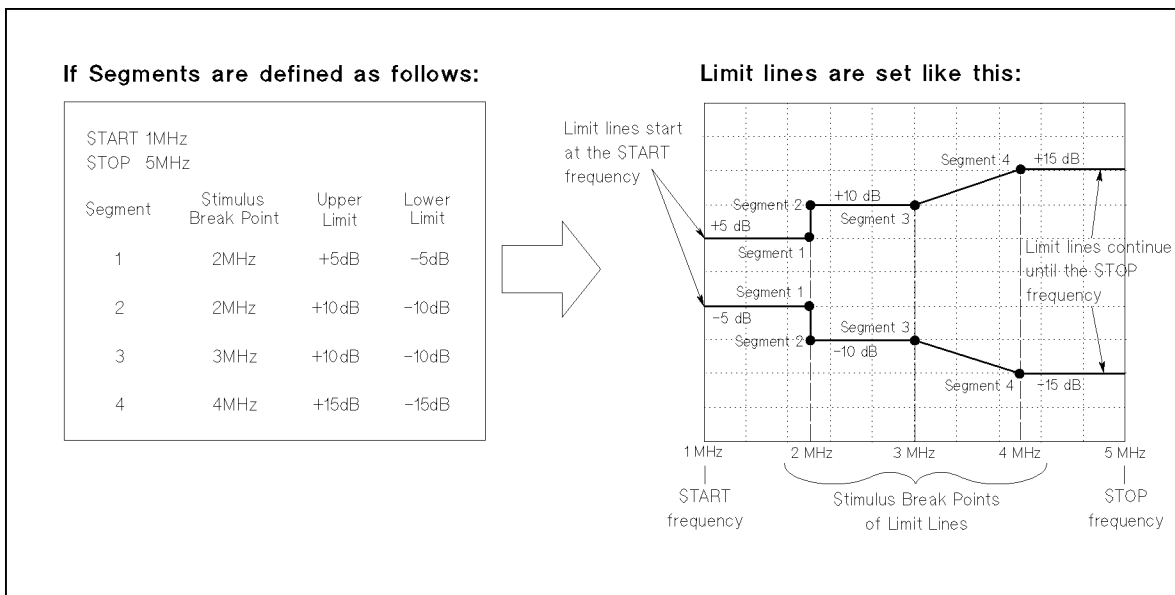 If Segments are defined as follows:
START 1MHz
STOP 5MHz
Segment Stimulus Break Point Upper Limit Lower Limit
1 2MHz +5dB −5dB
2 2MHz +10dB −10dB
3 3MHz +10dB −10dB
4 4MHz +15dB −15dB
Limit lines are set like this:
Limit lines start
at the START
frequency
Segment 4 +15 dB
Segment 2 +10 dB
Segment 3
+5 dB
Segment 1
Limit lines continue
until the STOP
frequency
Segment 1
−5 dB
Segment 3
Segment 2
−10 dB
Segment 4 −15 dB
1 MHz 2 MHz 3 MHz 4 MHz 5 MHz
START
frequency
Stimulus Break Points
of Limit Lines
STOP
frequency